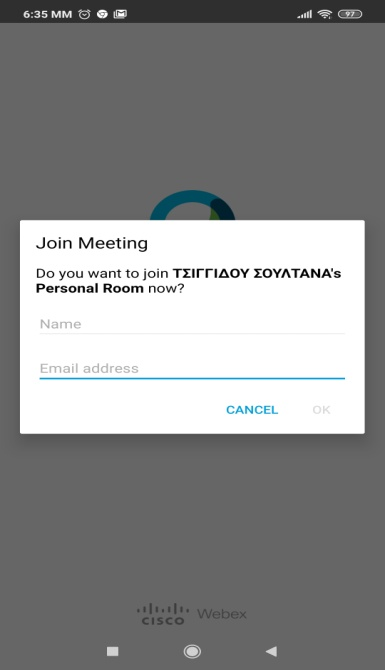 6:35 MM
97
Join Meeting
Do you want to join ΤΣΙΓΓΙΔΟΥ ΣΟΥΛΤΑΝΑ's
Personal Room now?
Name
Email address
CANCEL OK
CISCO Webex